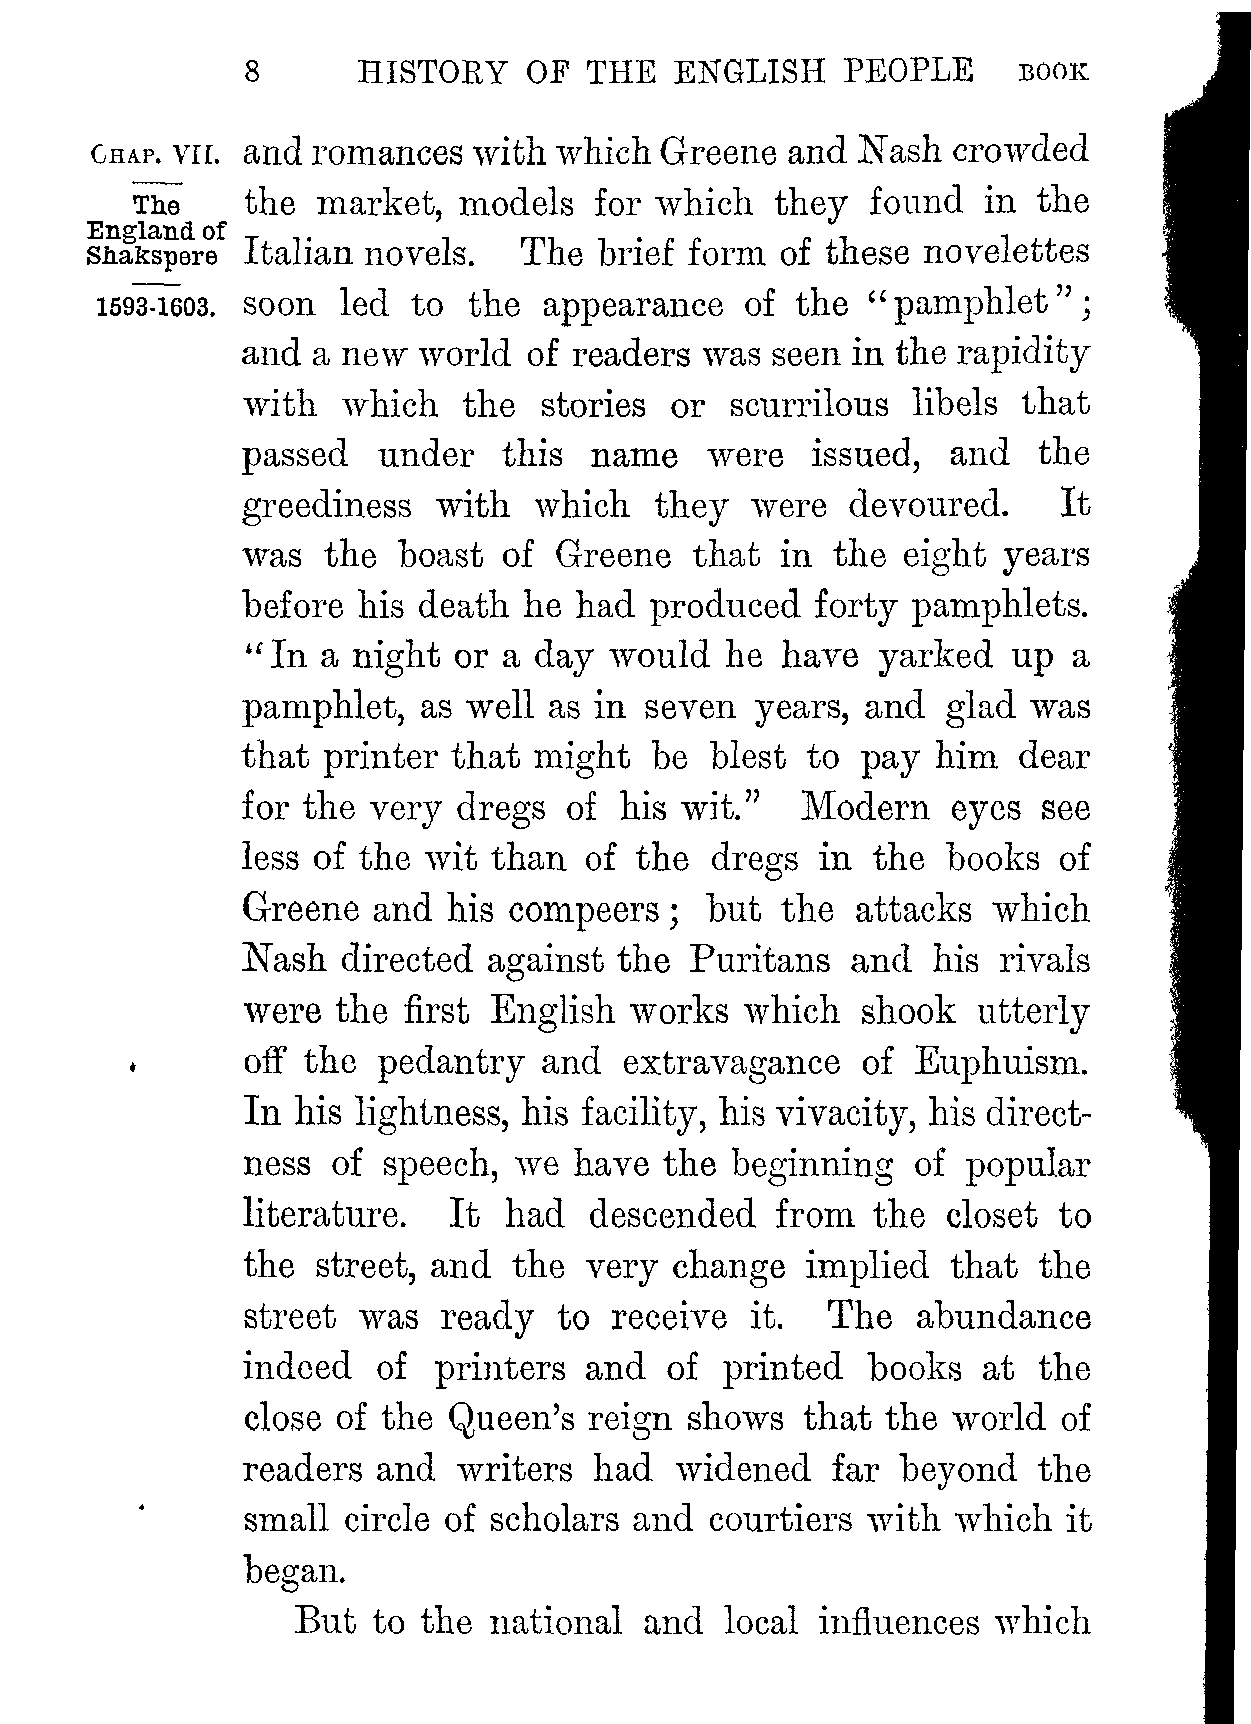 8 HISTORY OF THE ENGLISH PEOPLE BOOK
CHAP. VII.
The
England of
Shakspere
1593-1603.
and romances with which Greene and Nash crowded
the market, models for which they found in the
Italian novels. The brief form of these novelettes
soon led to the appearance of the “pamphlet”;
and a new world of readers was seen in the rapidity
with which the stories or scurrilous libels that
passed under this name were issued, and the
greediness with which they were devoured. It
was the boast of Greene that in the eight years
before his death he had produced forty pamphlets.
“In a night or a day would he have yarked up a
pamphlet, as well as in seven years, and glad was
that printer that might be blest to pay him dear
for the very dregs of his wit.” Modern eyes see
less of the wit than of the dregs in the books of
Greene and his compeers; but the attacks which
Nash directed against the Puritans and his rivals
were the first English works which shook utterly
off the pedantry and extravagance of Euphuism.
In his lightness, his facility, his vivacity, his direct-
ness of speech, we have the beginning of popular
literature. It had descended from the closet to
the street, and the very change implied that the
street was ready to receive it. The abundance
indeed of printers and of printed books at the
close of the Queen’s reign shows that the world of
readers and writers had widened far beyond the
small circle of scholars and courtiers with which it
began.
But to the national and local influences which